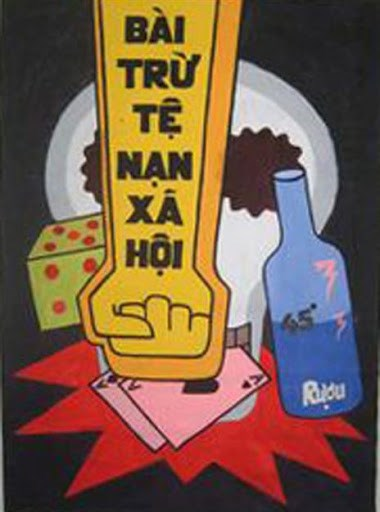 BÀI
TRỪ
TỆ
NẠN
XÃ
HỘI
45°
Rượu